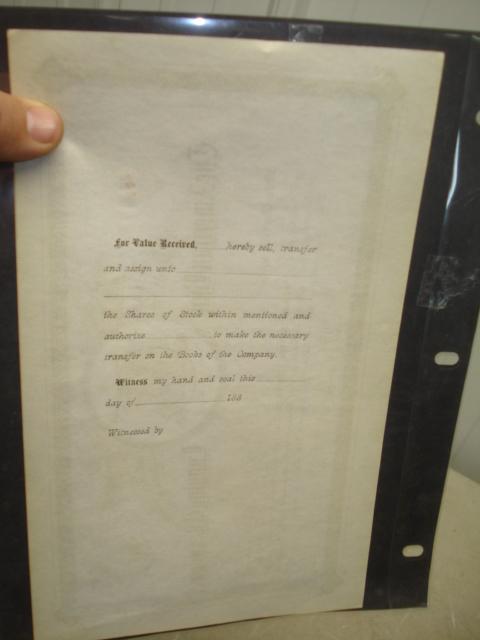 For Value Received, hereby sell, transfer
and assign unto
the Shares of Stock within mentioned and
authorize to make the necessary
transfer on the Books of the Company.
Witness my hand and seal this
day of 188
Witnessed by